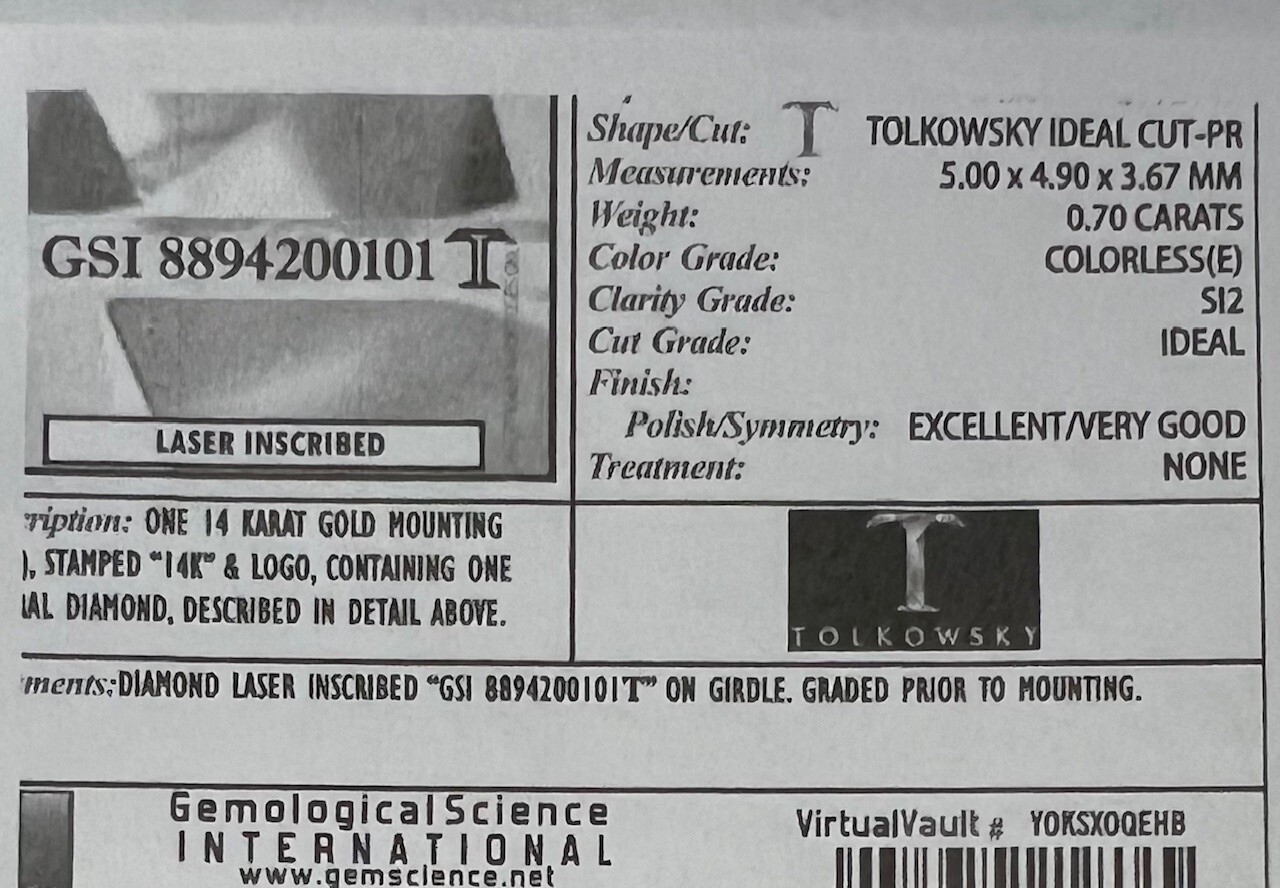 GSI 8894200101 T
LASER INSCRIBED
Shape/Cut: T TOLKOWSKY IDEAL CUT-PR
Measurements: 5.00 x 4.90 x 3.67 MM
Weight: 0.70 CARATS
Color Grade: COLORLESS(E)
Clarity Grade: SI2
Cut Grade: IDEAL
Finish:
Polish/Symmetry: EXCELLENT/VERY GOOD
Treatment: NONE
ription: ONE 14 KARAT GOLD MOUNTING
), STAMPED "14K" & LOGO, CONTAINING ONE
AL DIAMOND, DESCRIBED IN DETAIL ABOVE.
T
TOLKOWSKY
ments: DIAMOND LASER INSCRIBED "GSI 8894200101T" ON GIRDLE. GRADED PRIOR TO MOUNTING.
GemologicalScience
INTERNATIONAL
www.gemscience.net
VirtualVault # YOKSXOQEHB